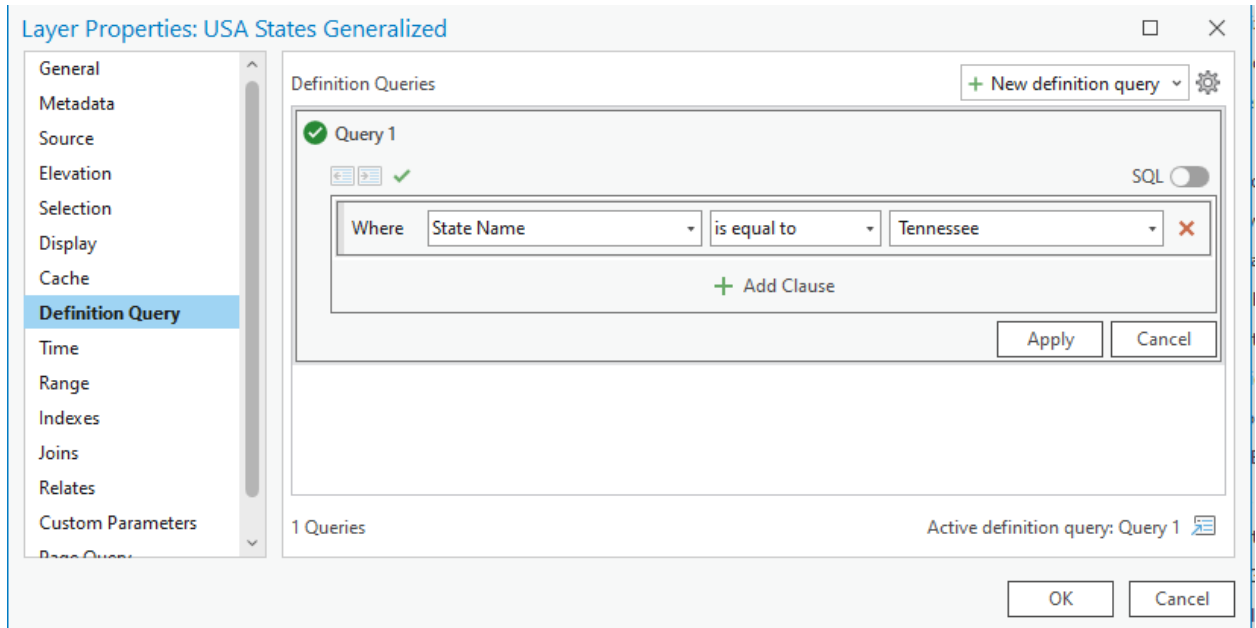 Layer Properties: USA States Generalized
General
Metadata
Source
Elevation
Selection
Display
Cache
Definition Query
Time
Range
Indexes
Joins
Relates
Custom Parameters
Page Query
Definition Queries
+ New definition query
Query 1
SQL
Where State Name is equal to Tennessee
+ Add Clause
Apply Cancel
1 Queries
Active definition query: Query 1
OK Cancel